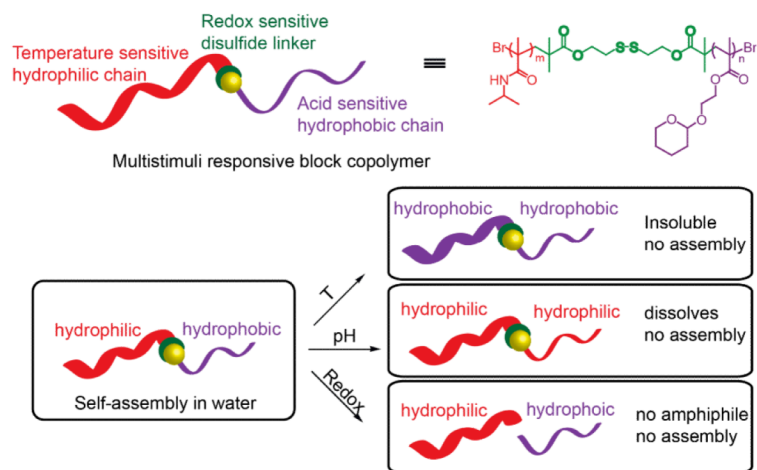 Redox sensitive
disulfide linker
Temperature sensitive
hydrophilic chain
Acid sensitive
hydrophobic chain
Multistimuli responsive block copolymer
Br
m
HN
O
O
O
S-S
O
O
Br
n
O
O
O
O
hydrophobic hydrophobic
Insoluble
no assembly
T
hydrophilic hydrophobic
Self-assembly in water
pH
hydrophilic hydrophilic
dissolves
no assembly
Redox
hydrophilic hydrophoic
no amphiphile
no assembly